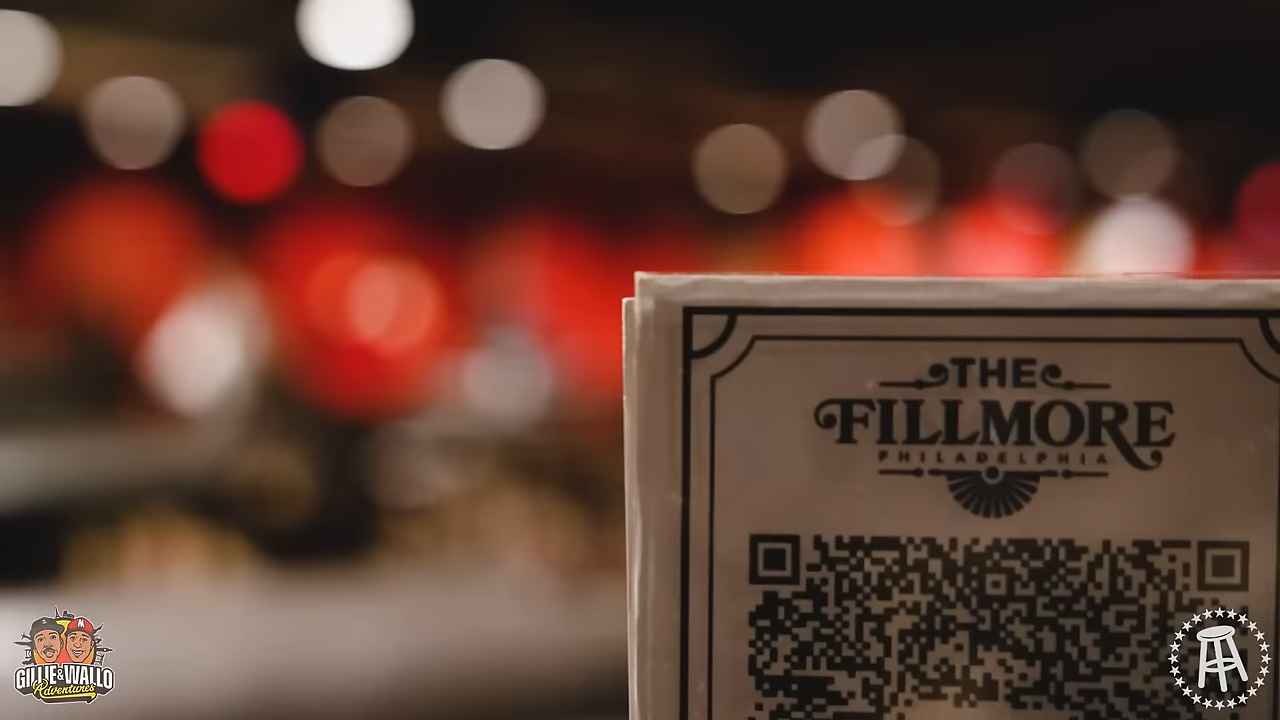 THE
FILLMORE
PHILADELPHIA
GILLIE & WALLO
Adventures